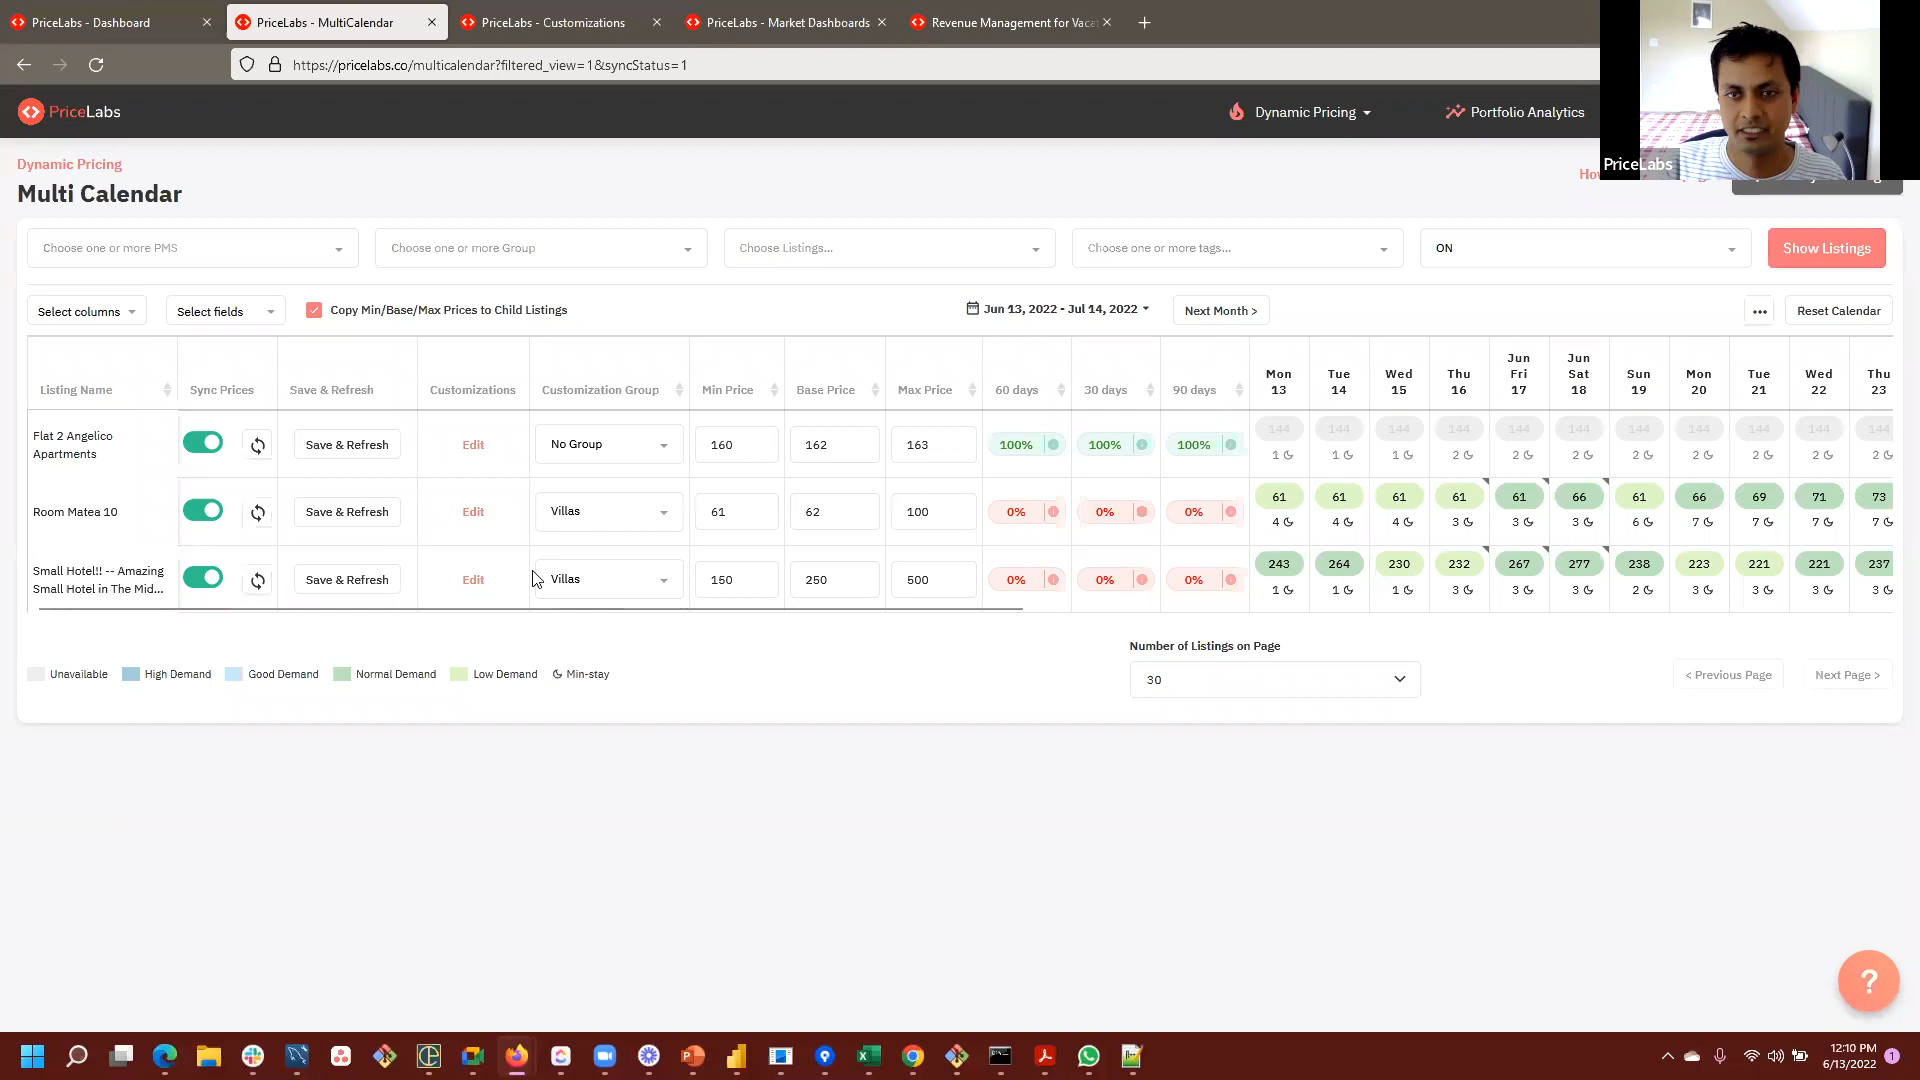 PriceLabs - Dashboard
PriceLabs - MultiCalendar
PriceLabs - Customizations
PriceLabs - Market Dashboards
Revenue Management for Vaca
https://pricelabs.co/multicalendar?filtered_view=1&syncStatus=1
PriceLabs
Dynamic Pricing
Portfolio Analytics
PriceLabs
Dynamic Pricing
Multi Calendar
Choose one or more PMS
Choose one or more Group
Choose Listings...
Choose one or more tags...
ON
Show Listings
Select columns
Select fields
Copy Min/Base/Max Prices to Child Listings
Jun 13, 2022 - Jul 14, 2022
Next Month >
Reset Calendar
Listing Name Sync Prices Save & Refresh Customizations Customization Group Min Price Base Price Max Price 60 days 30 days 90 days
Mon 13
Tue 14
Wed 15
Thu 16
Jun Fri 17
Jun Sat 18
Sun 19
Mon 20
Tue 21
Wed 22
Thu 23
Flat 2 Angelico
Apartments
Save & Refresh Edit No Group 160 162 163 100% 100% 100%
144 144 144 144 144 144 144 144 144 144 144
1 1 1 2 2 2 2 2 2 2 2
Room Matea 10
Save & Refresh Edit Villas 61 62 100 0% 0% 0%
61 61 61 61 61 66 61 66 69 71 73
4 4 4 3 3 3 6 7 7 7 7
Small Hotel!! -- Amazing
Small Hotel in The Mid...
Save & Refresh Edit Villas 150 250 500 0% 0% 0%
243 264 230 232 267 277 238 223 221 221 237
1 1 1 3 3 3 2 3 3 3 3
Unavailable High Demand Good Demand Normal Demand Low Demand Min-stay
Number of Listings on Page
30
< Previous Page
Next Page >
?
12:10 PM
6/13/2022
1